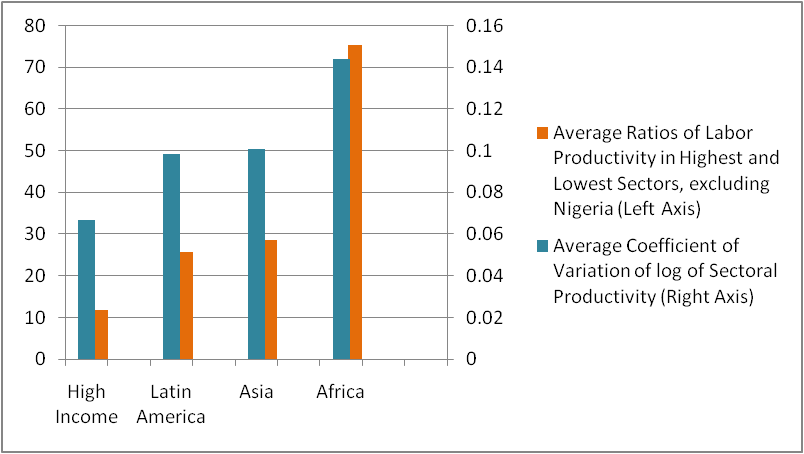 80
70
60
50
40
30
20
10
0
0.16
0.14
0.12
0.1
0.08
0.06
0.04
0.02
0
High
Income
Latin
America
Asia
Africa
Average Ratios of Labor
Productivity in Highest and
Lowest Sectors, excluding
Nigeria (Left Axis)
Average Coefficient of
Variation of log of Sectoral
Productivity (Right Axis)